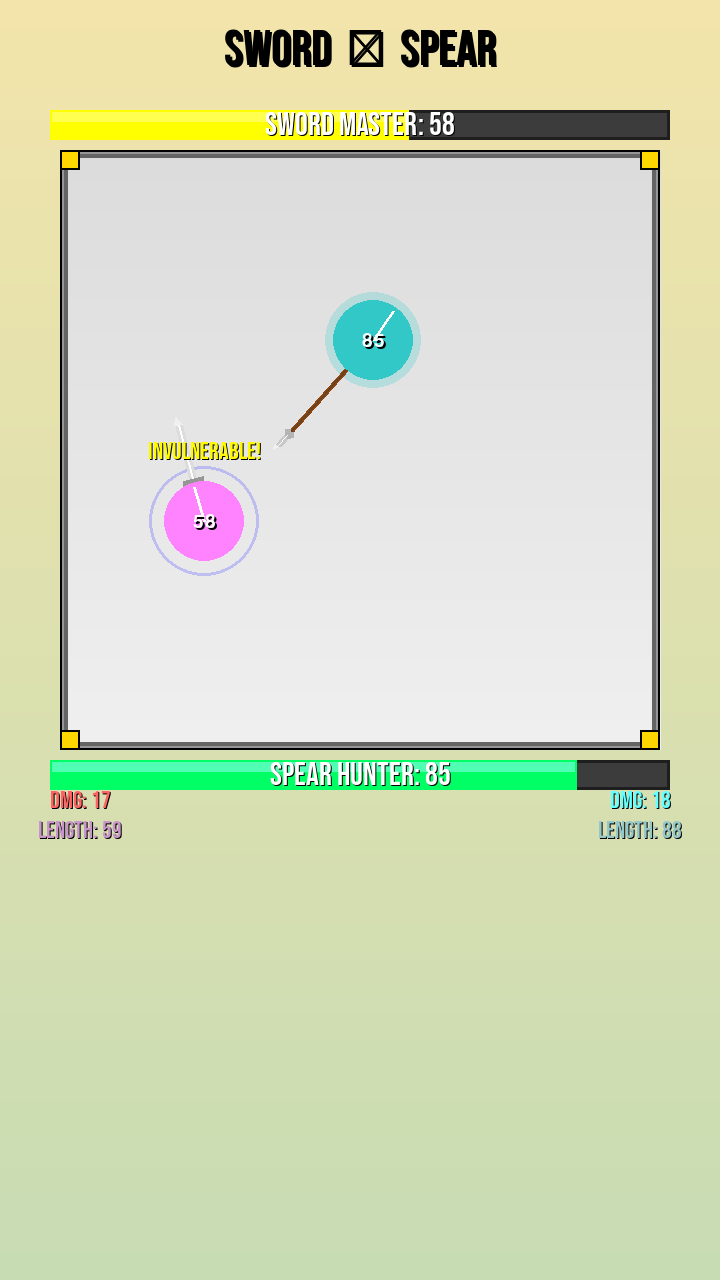 SWORD SPEAR
SWORD MASTER: 58
85
INVULNERABLE!
58
SPEAR HUNTER: 85
DMG: 17
DMG: 18
LENGTH: 59
LENGTH: 88